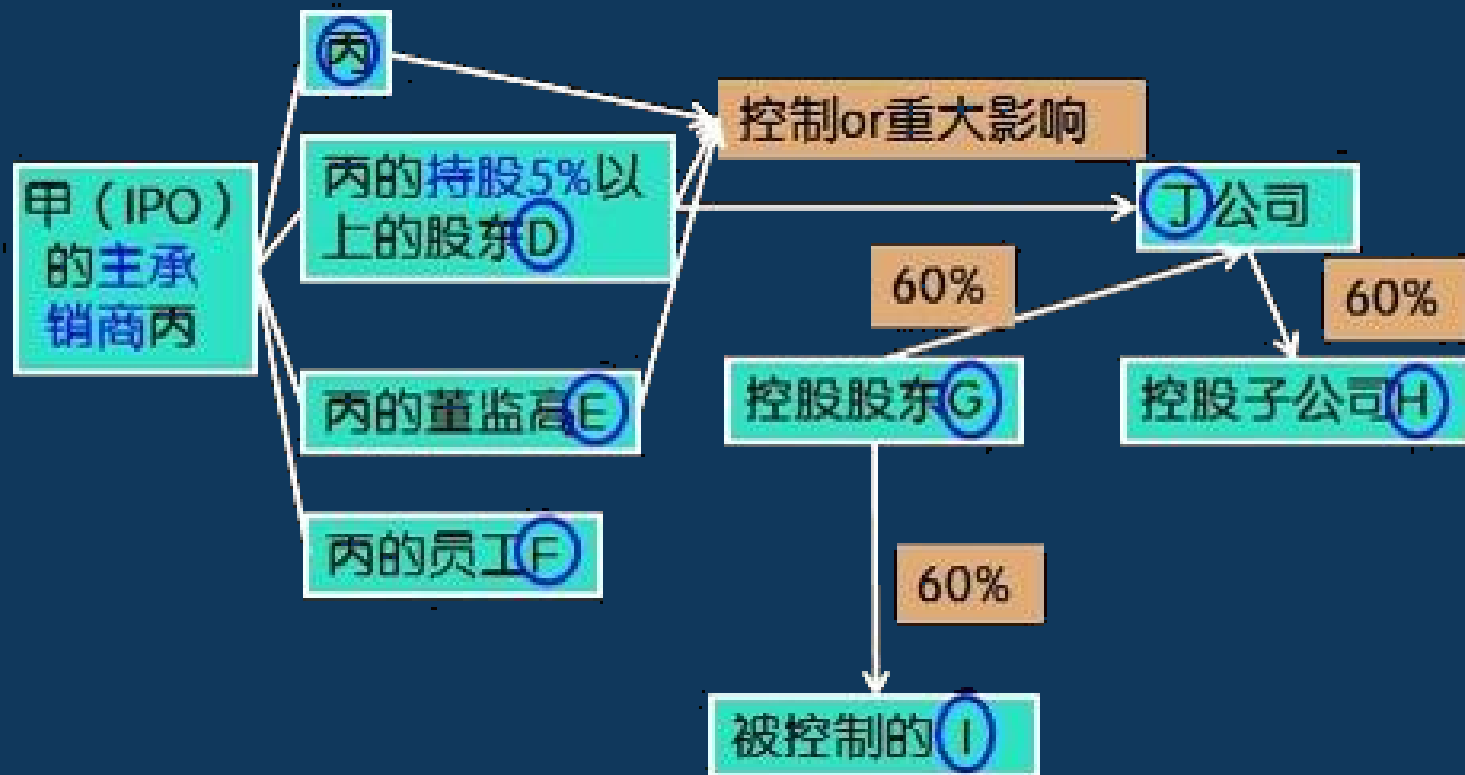 丙
控制or重大影响
丙的持股5%以
上的股东D
甲（IPO）
的主承
销商丙
丁公司
60%
60%
丙的董监高E
控股股东G
控股子公司H
丙的员工F
60%
被控制的I